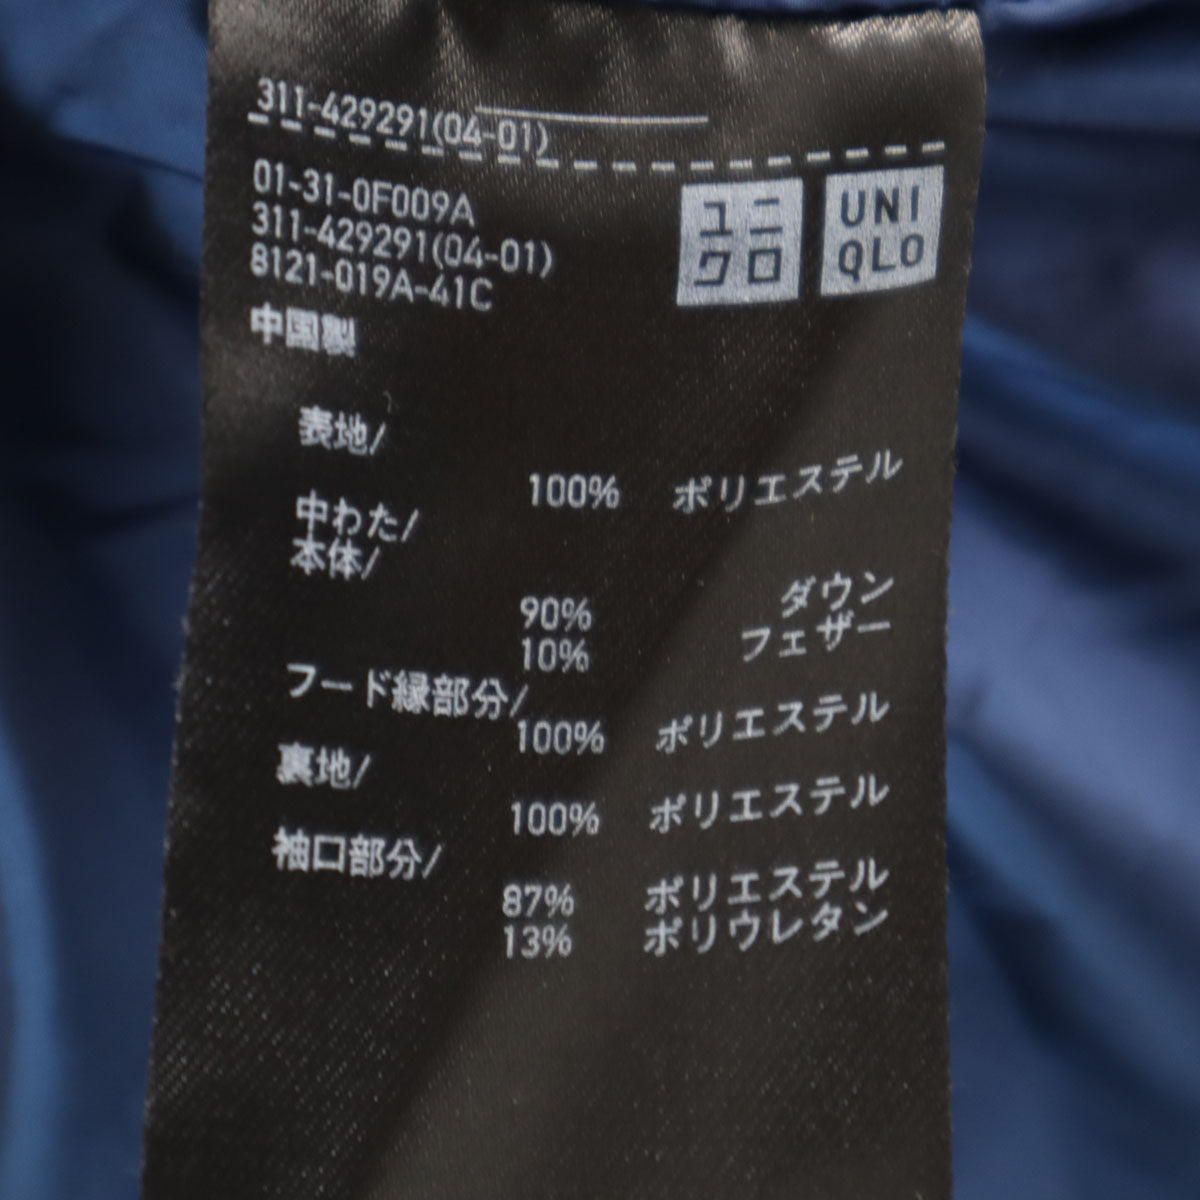 311-429291(04-01)
01-31-0F009A
311-429291(04-01)
8121-019A-41C
中国製
ユニ
クロ
UNI
QLO
表地/
100% ポリエステル
中わた/
本体/
90% ダウン
10% フェザー
フード縁部分/
100% ポリエステル
裏地/
100% ポリエステル
袖口部分/
87% ポリエステル
13% ポリウレタン